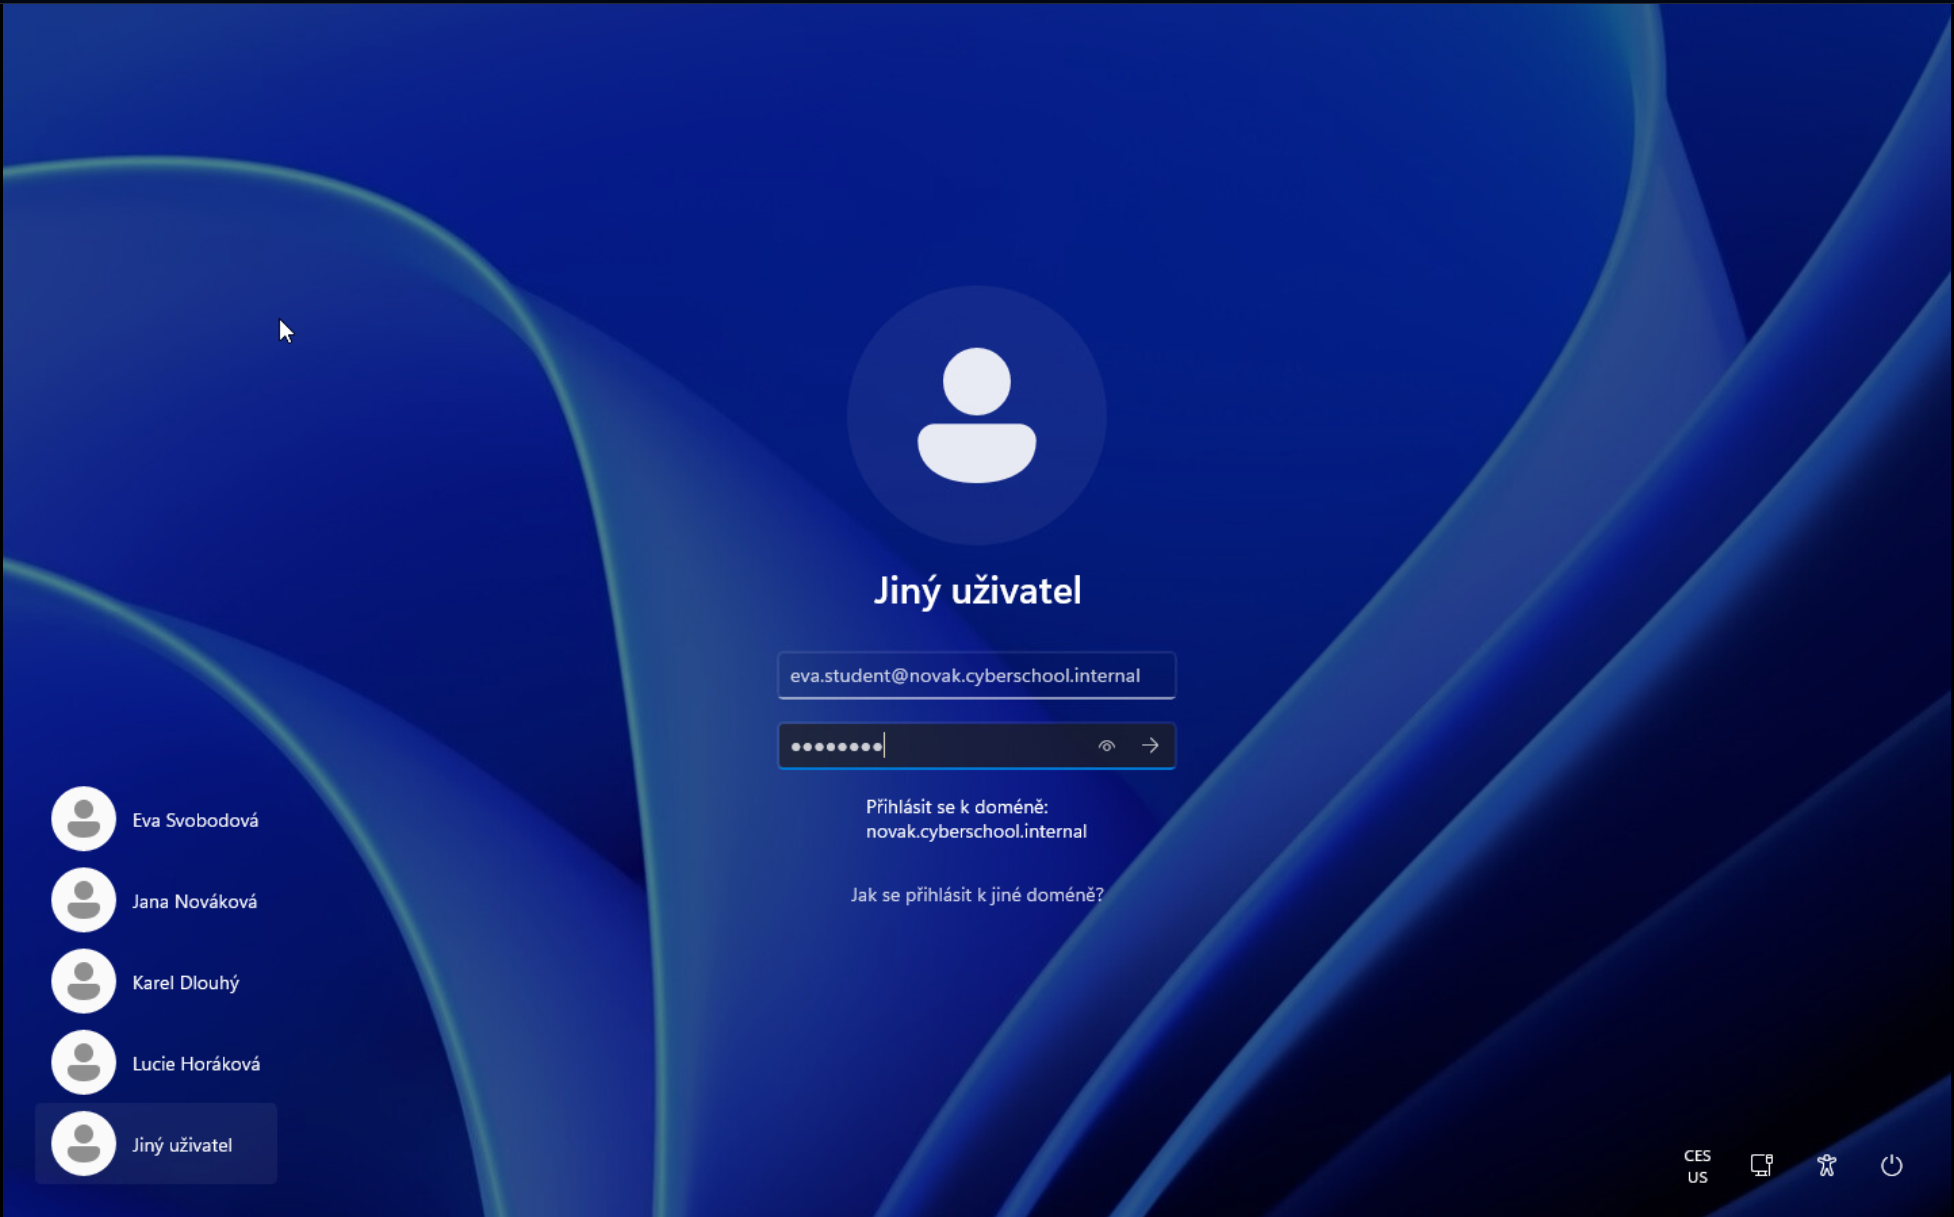 Jiný uživatel
eva.student@novak.cyberschool.internal
Přihlásit se k doméně:
novak.cyberschool.internal
Jak se přihlásit k jiné doméně?
Eva Svobodová
Jana Nováková
Karel Dlouhý
Lucie Horáková
Jiný uživatel
CES
US